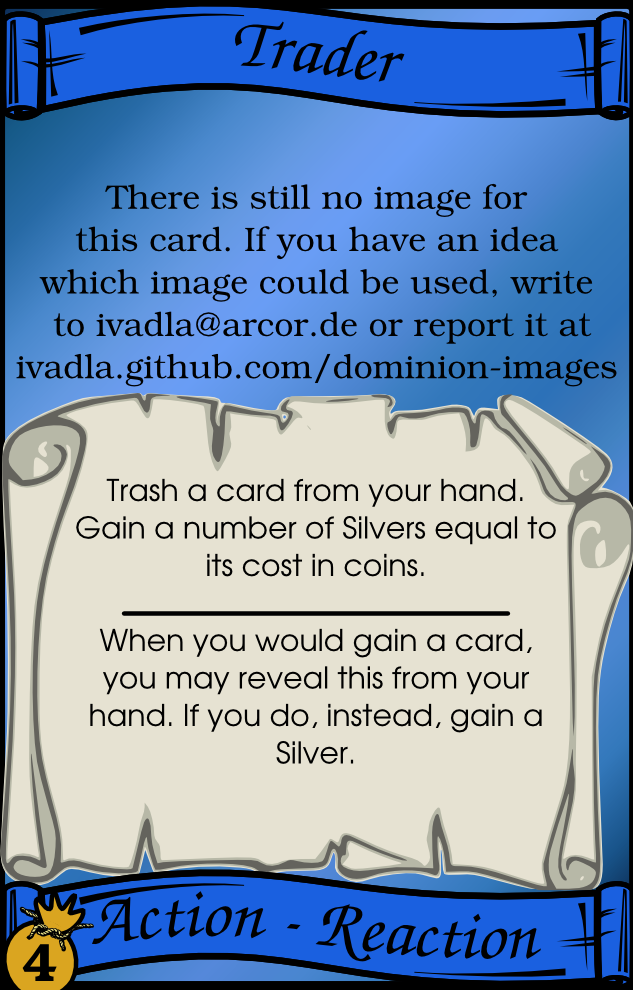 Trader
There is still no image for
this card. If you have an idea
which image could be used, write
to ivadla@arcor.de or report it at
ivadla.github.com/dominion-images
Trash a card from your hand.
Gain a number of Silvers equal to
its cost in coins.
When you would gain a card,
you may reveal this from your
hand. If you do, instead, gain a
Silver.
Action - Reaction
4